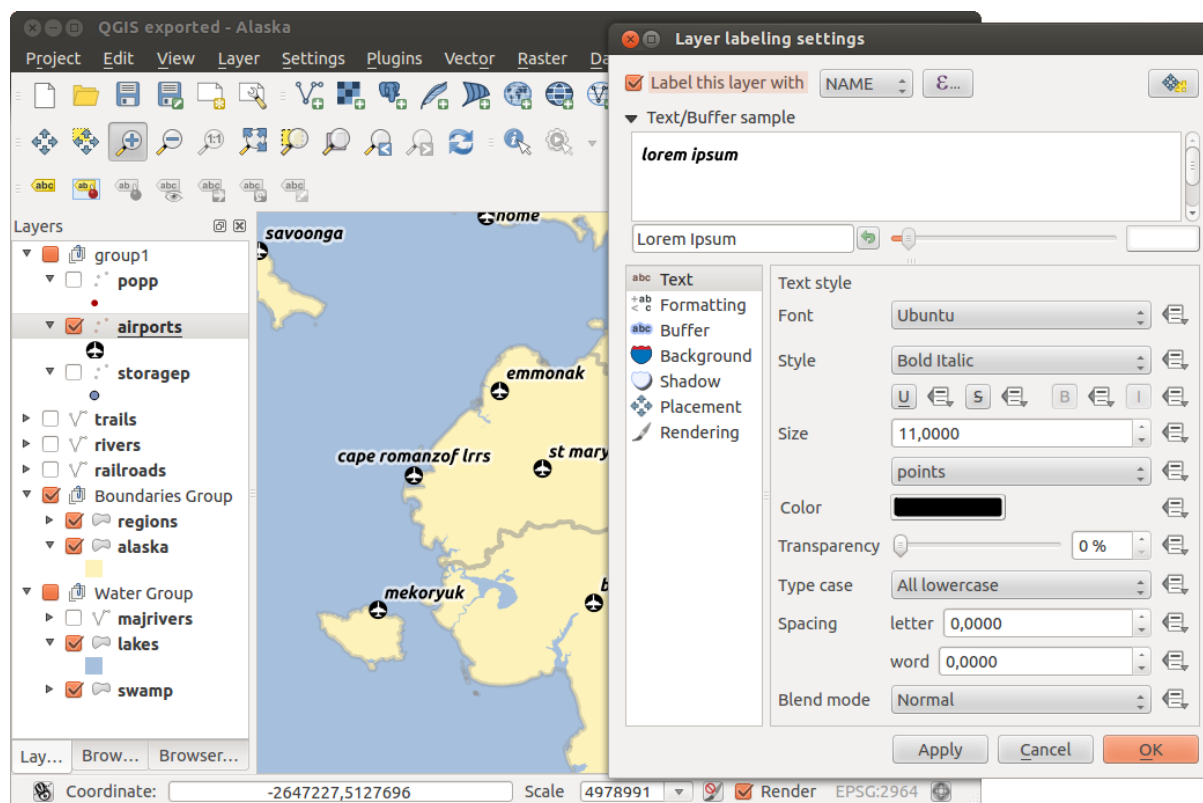 QGIS exported - Alaska
Project Edit View Layer Settings Plugins Vector Raster
Layers
group1
popp
airports
storagep
trails
rivers
railroads
Boundaries Group
regions
alaska
Water Group
majrivers
lakes
swamp
Lay... Brow... Browser...
savoonga
nome
emmonak
cape romanzof lrrs
st mary
mekoryuk
b
Coordinate: -2647227,5127696 Scale 4978991 Render EPSG:2964
Layer labeling settings
Label this layer with NAME ε...
Text/Buffer sample
lorem ipsum
Lorem Ipsum
abc Text
+ab < c Formatting
abc Buffer
Background
Shadow
Placement
Rendering
Text style
Font Ubuntu
Style Bold Italic
U S B I
Size 11,0000
points
Color
Transparency 0 %
Type case All lowercase
Spacing letter 0,0000
word 0,0000
Blend mode Normal
Apply Cancel OK